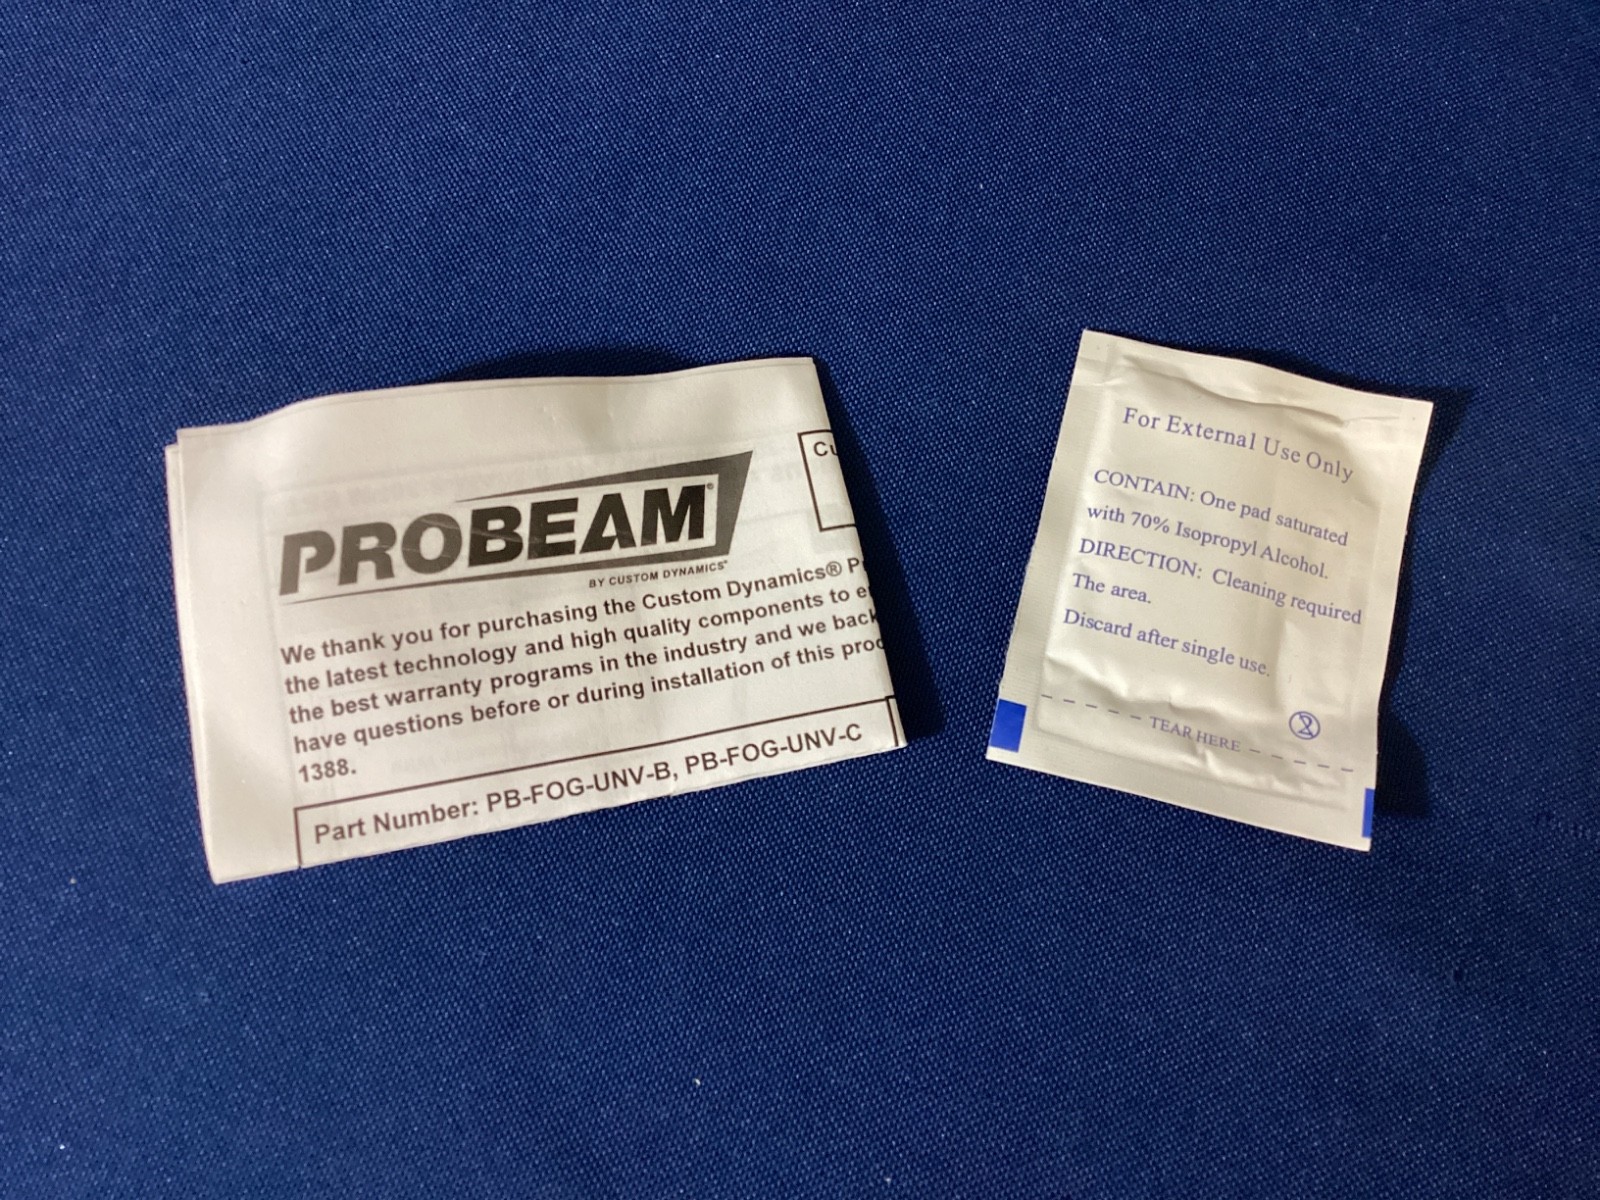 PROBEAM®
BY CUSTOM DYNAMICS®
We thank you for purchasing the Custom Dynamics®
the latest technology and high quality components to
the best warranty programs in the industry and we back
have questions before or during installation of this
1388.
Part Number: PB-FOG-UNV-B, PB-FOG-UNV-C
For External Use Only
CONTAIN: One pad saturated
with 70% Isopropyl Alcohol.
DIRECTION: Cleaning required
The area.
Discard after single use.
TEAR HERE
2